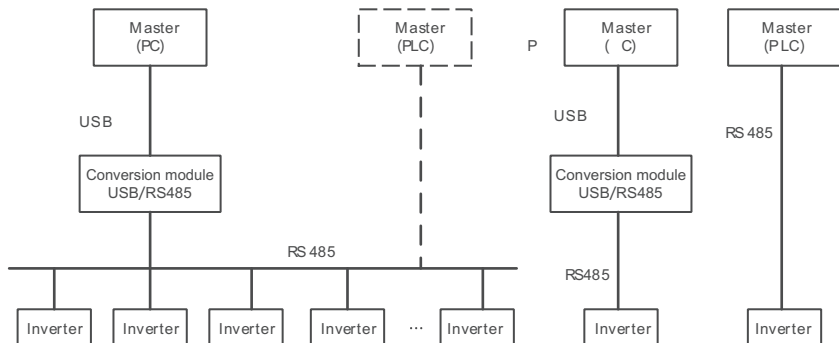 Master
(PC)
Master
(PLC)
P
Master
( C)
Master
(PLC)
USB
USB
RS 485
Conversion module
USB/RS485
Conversion module
USB/RS485
RS 485
RS485
Inverter
Inverter
Inverter
Inverter
...
Inverter
Inverter
Inverter